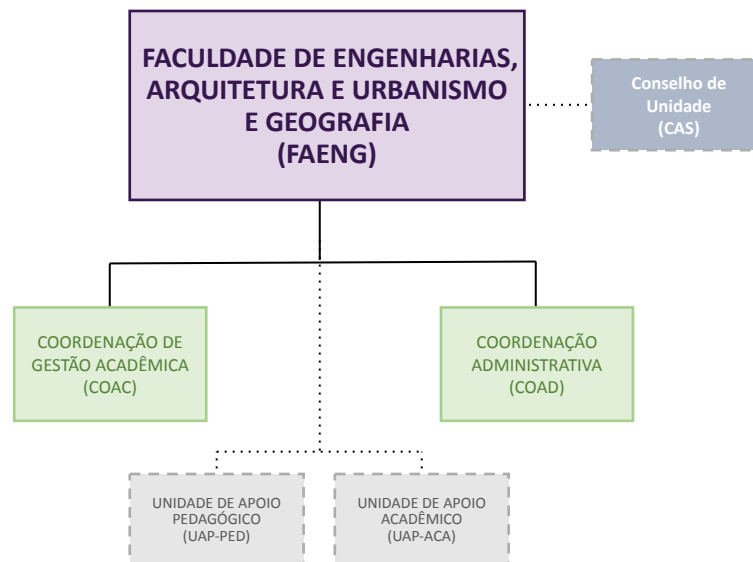 FACULDADE DE ENGENHARIAS,
ARQUITETURA E URBANISMO
E GEOGRAFIA
(FAENG)
Conselho de
Unidade
(CAS)
COORDENAÇÃO DE
GESTÃO ACADÊMICA
(COAC)
COORDENAÇÃO
ADMINISTRATIVA
(COAD)
UNIDADE DE APOIO
PEDAGÓGICO
(UAP-PED)
UNIDADE DE APOIO
ACADÊMICO
(UAP-ACA)